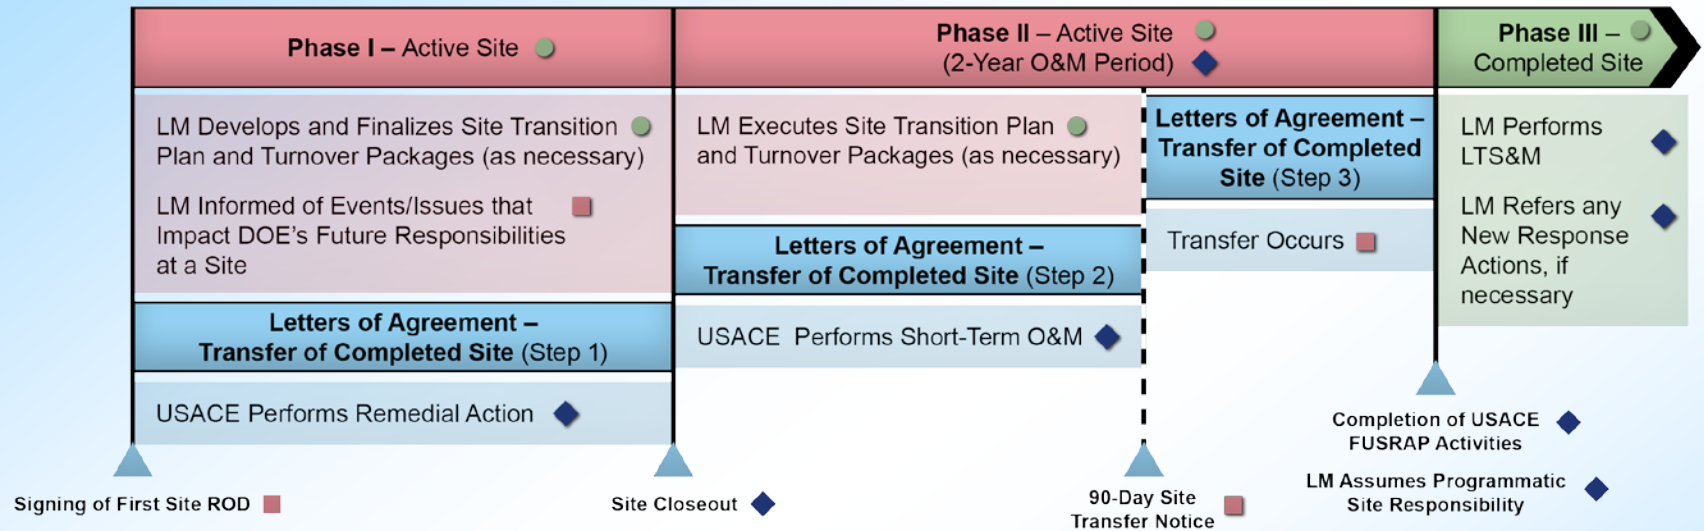 Phase I – Active Site
Phase II – Active Site
(2-Year O&M Period)
Phase III –
Completed Site
LM Develops and Finalizes Site Transition
Plan and Turnover Packages (as necessary)
LM Informed of Events/Issues that
Impact DOE's Future Responsibilities
at a Site
Letters of Agreement –
Transfer of Completed Site (Step 1)
USACE Performs Remedial Action
LM Executes Site Transition Plan
and Turnover Packages (as necessary)
Letters of Agreement –
Transfer of Completed Site (Step 2)
USACE Performs Short-Term O&M
Letters of Agreement –
Transfer of Completed
Site (Step 3)
Transfer Occurs
LM Performs
LTS&M
LM Refers any
New Response
Actions, if
necessary
Signing of First Site ROD
Site Closeout
90-Day Site
Transfer Notice
Completion of USACE
FUSRAP Activities
LM Assumes Programmatic
Site Responsibility